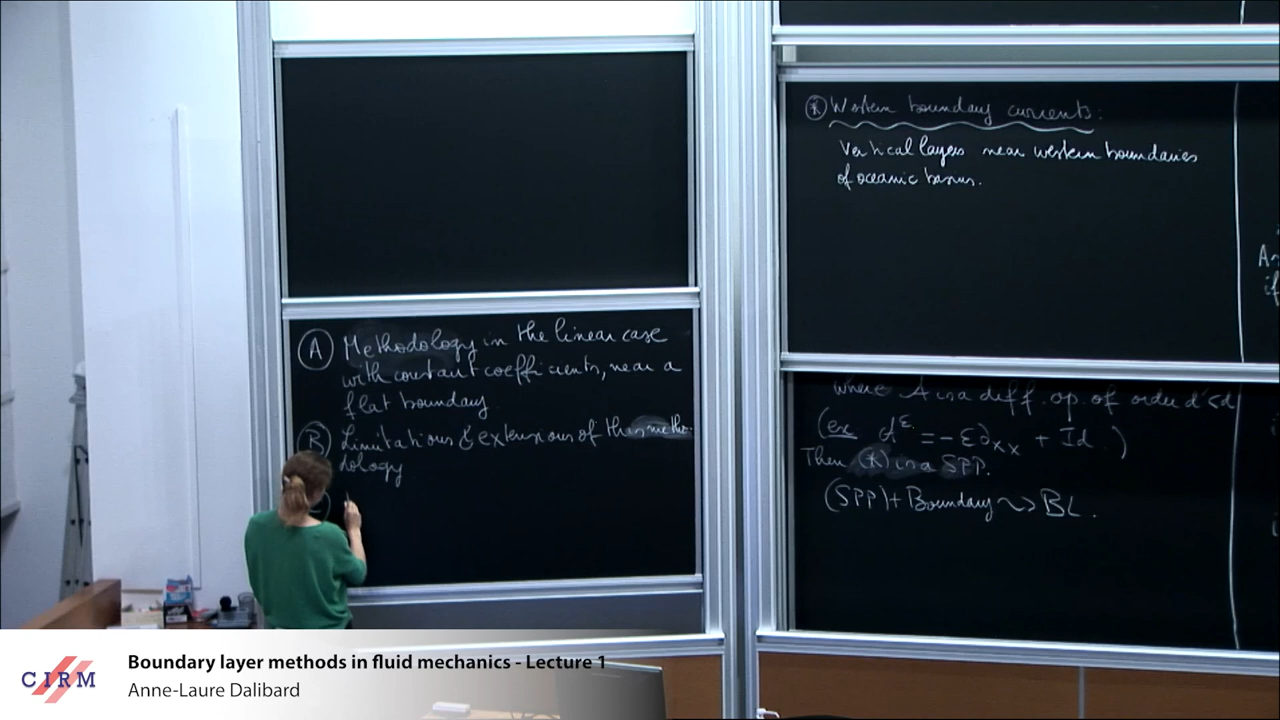 Ⓐ Methodology in the linear case
with constant coefficients, near a
flat boundary
Ⓑ Limitations & extensions of this metho-
dology
Ⓒ
⊛ Western boundary currents:
Vertical layers near western boundaries
of oceanic basins.
where A is a diff. op. of order d'<d
(ex A^ε = -ε∂xx + Id.)
Then (*) is a SPP.
(SPP) + Boundary ⇝ BL.
A
if
CIRM
Boundary layer methods in fluid mechanics - Lecture 1
Anne-Laure Dalibard